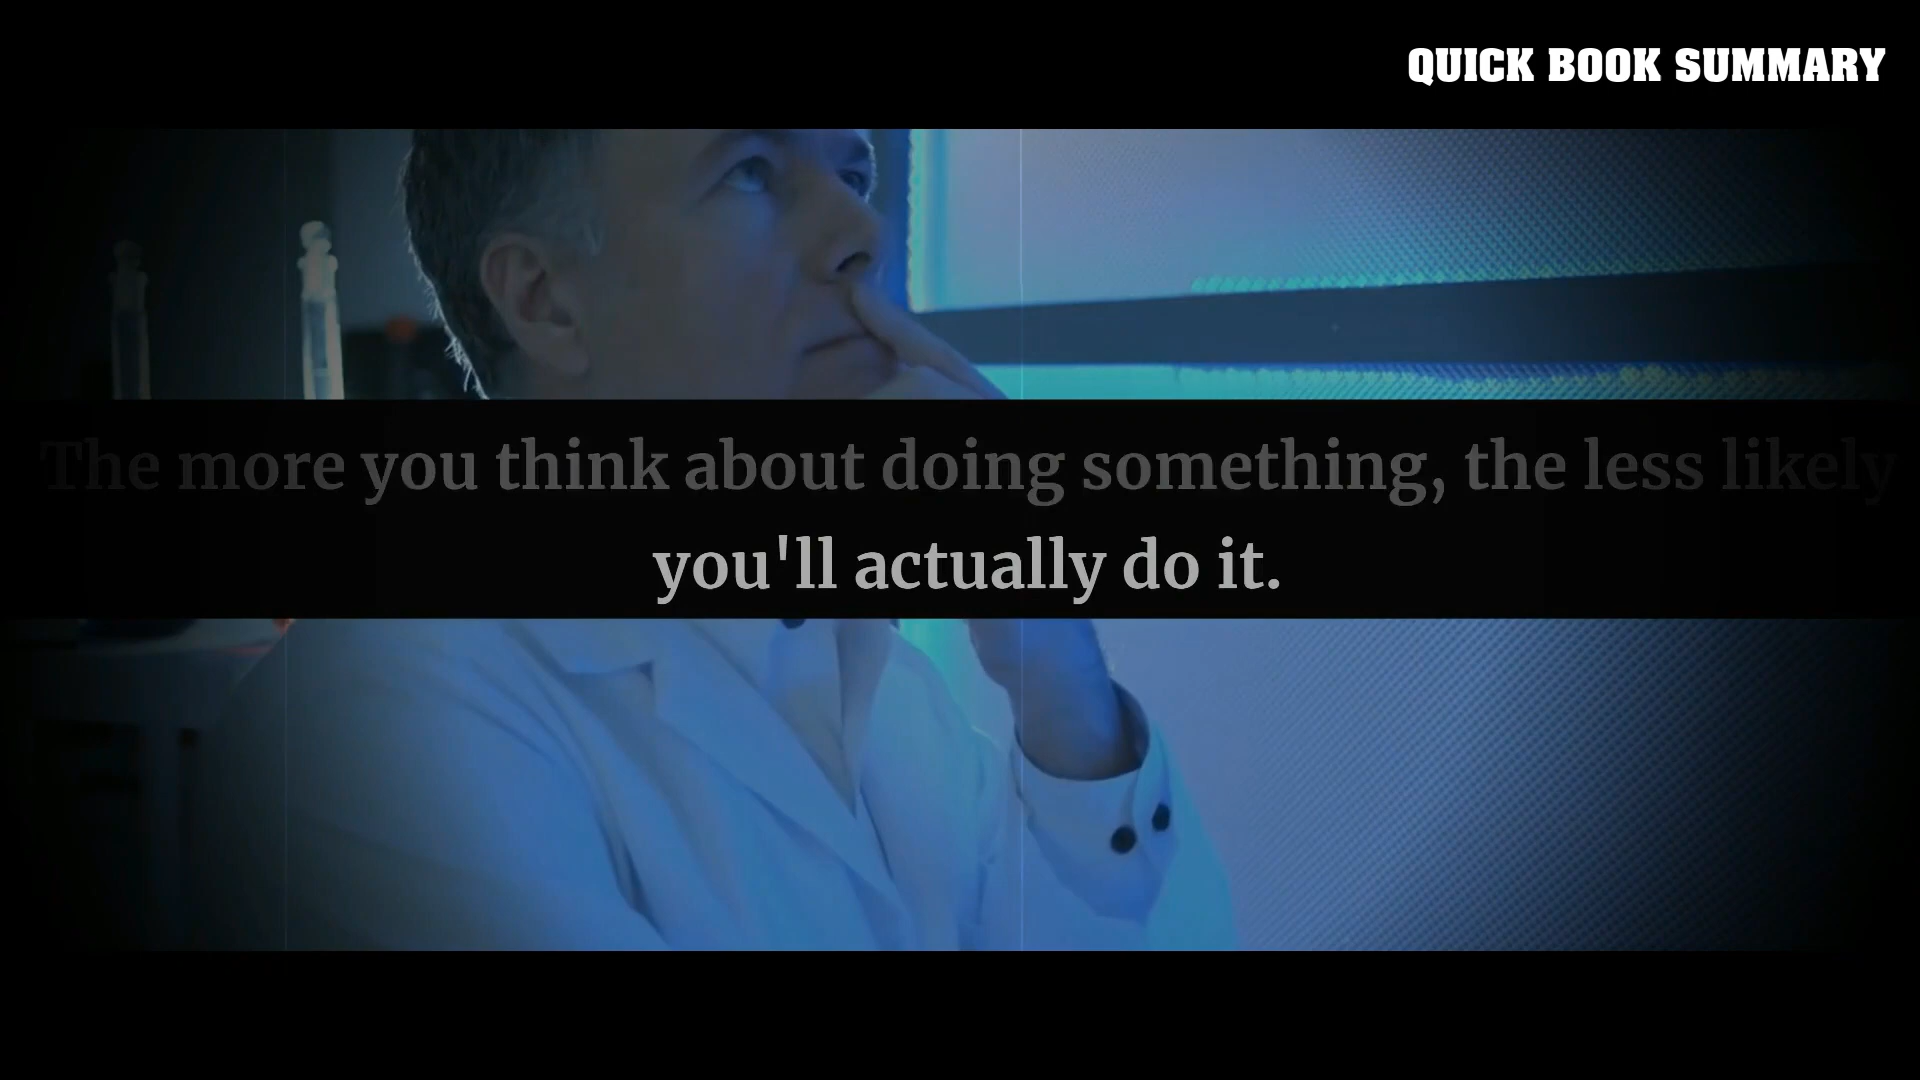 QUICK BOOK SUMMARY
The more you think about doing something, the less likely
you'll actually do it.